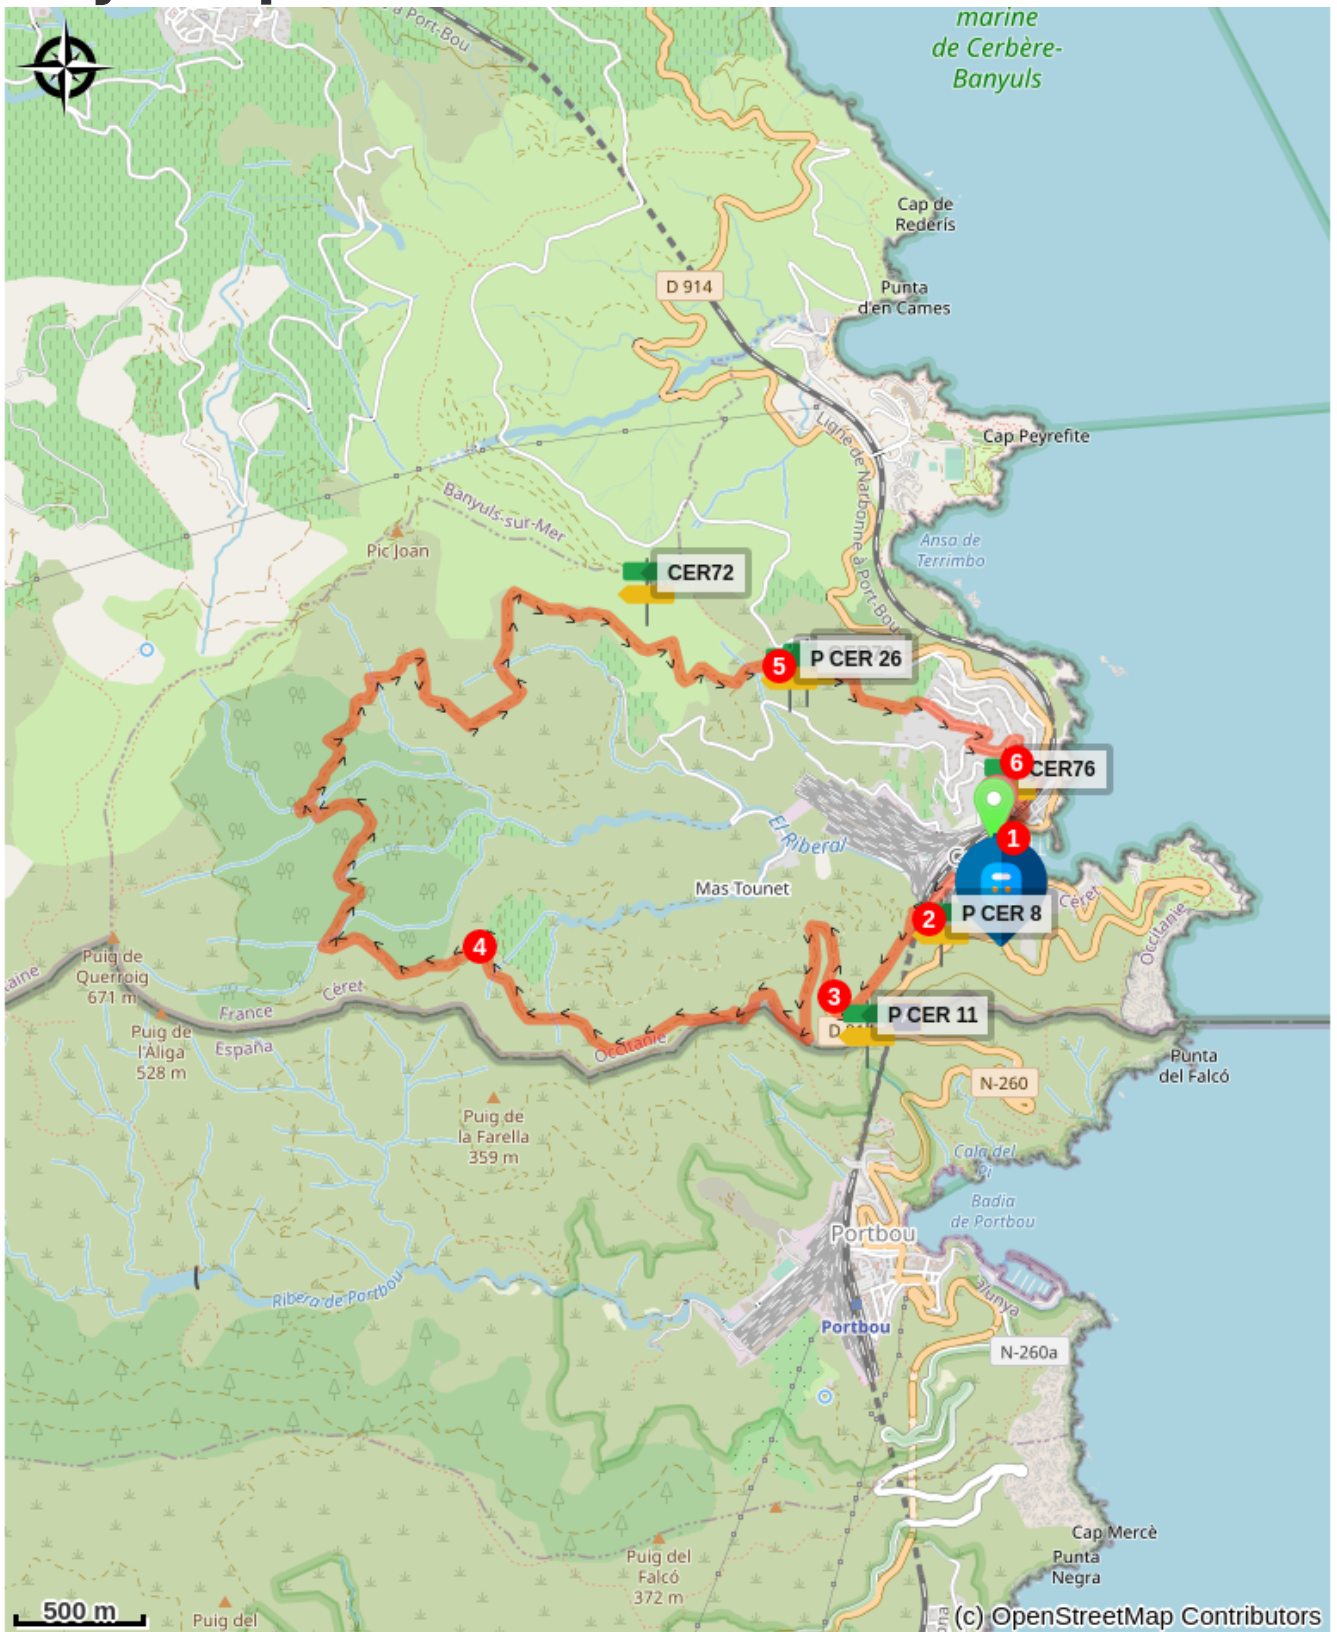 à Port-Bou
marine
de Cerbère-
Banyuls
Cap de
Rederís
D 914
Punta
d'en Cames
Cap Peyrefite
Ligne de Narbonne à Port-Bou
Banyuls-sur-Mer
Pic Joan
Ansa de
Terrimbo
CER72
5
P CER 26
6
CER76
1
El Riberal
Mas Tounet
2
P CER 8
Céret
Occitanie
4
Puig de
Querroig
671 m
Céret
France
España
3
P CER 11
Occitanie
Puig de
l'Àliga
528 m
Punta
del Falcó
N-260
Puig de
la Farella
359 m
Cala del
Pi
Badia
de Portbou
Portbou
Ribera de Portbou
Portbou
N-260a
Cap Mercè
Punta
Negra
Puig del
Falcó
372 m
Puig del
500 m
(c) OpenStreetMap Contributors